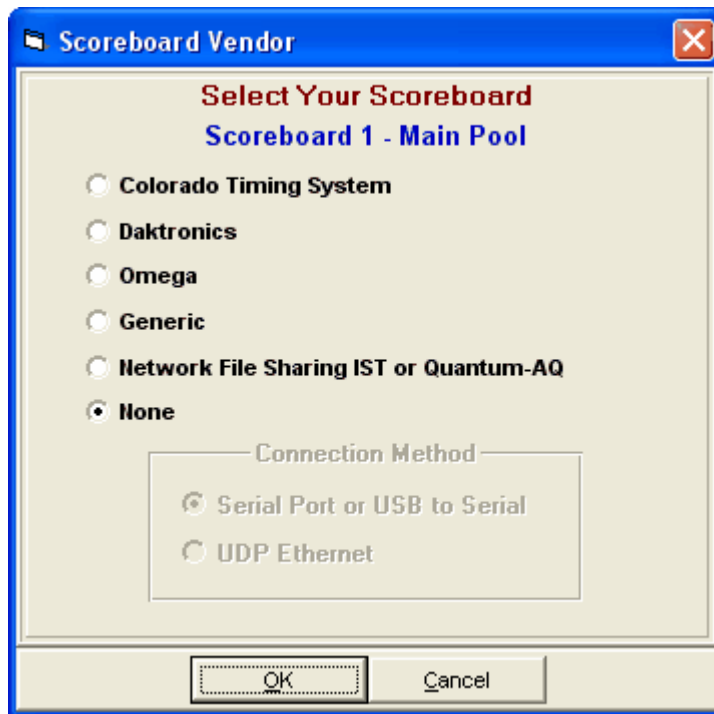 Scoreboard Vendor
Select Your Scoreboard
Scoreboard 1 - Main Pool
Colorado Timing System
Daktronics
Omega
Generic
Network File Sharing IST or Quantum-AQ
None
Connection Method
Serial Port or USB to Serial
UDP Ethernet
OK
Cancel